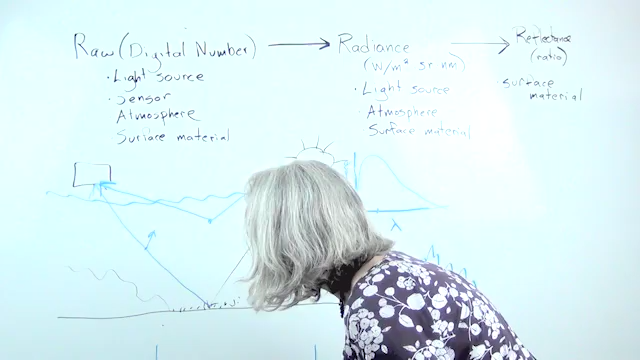 Raw (Digital Number) → Radiance → Reflectance
(W/m² sr nm)
(ratio)
· Light source
· Sensor
Atmosphere
Surface material
· Light source
· Atmosphere
Surface material
· Surface
material
λ